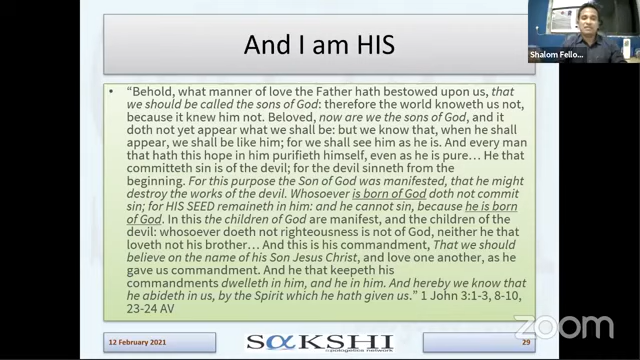 And I am HIS
Shalom Fello...
• "Behold, what manner of love the Father hath bestowed upon us, that
we should be called the sons of God: therefore the world knoweth us not,
because it knew him not. Beloved, now are we the sons of God, and it
doth not yet appear what we shall be: but we know that, when he shall
appear, we shall be like him; for we shall see him as he is. And every man
that hath this hope in him purifieth himself, even as he is pure... He that
committeth sin is of the devil; for the devil sinneth from the
beginning. For this purpose the Son of God was manifested, that he might
destroy the works of the devil. Whosoever is born of God doth not commit
sin; for HIS SEED remaineth in him: and he cannot sin, because he is born
of God. In this the children of God are manifest, and the children of the
devil: whosoever doeth not righteousness is not of God, neither he that
loveth not his brother... And this is his commandment, That we should
believe on the name of his Son Jesus Christ, and love one another, as he
gave us commandment. And he that keepeth his
commandments dwelleth in him, and he in him. And hereby we know that
he abideth in us, by the Spirit which he hath given us." 1 John 3:1-3, 8-10,
23-24 AV
12 February 2021
SαKSHI
apologetics network
29
zoom